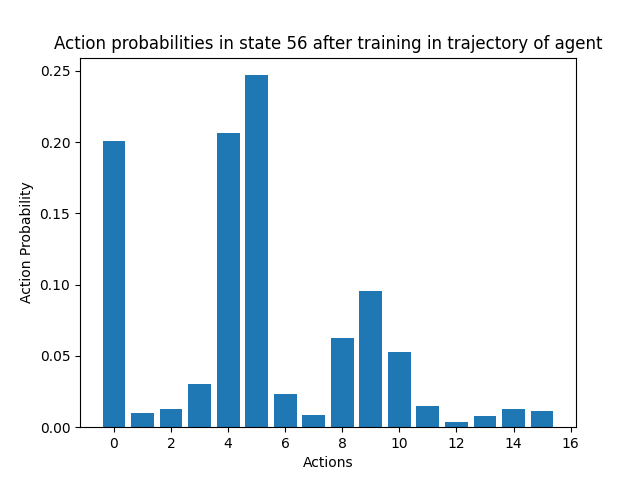 Action probabilities in state 56 after training in trajectory of agent
0.25
0.20
0.15
0.10
0.05
0.00
Action Probability
0 2 4 6 8 10 12 14 16
Actions